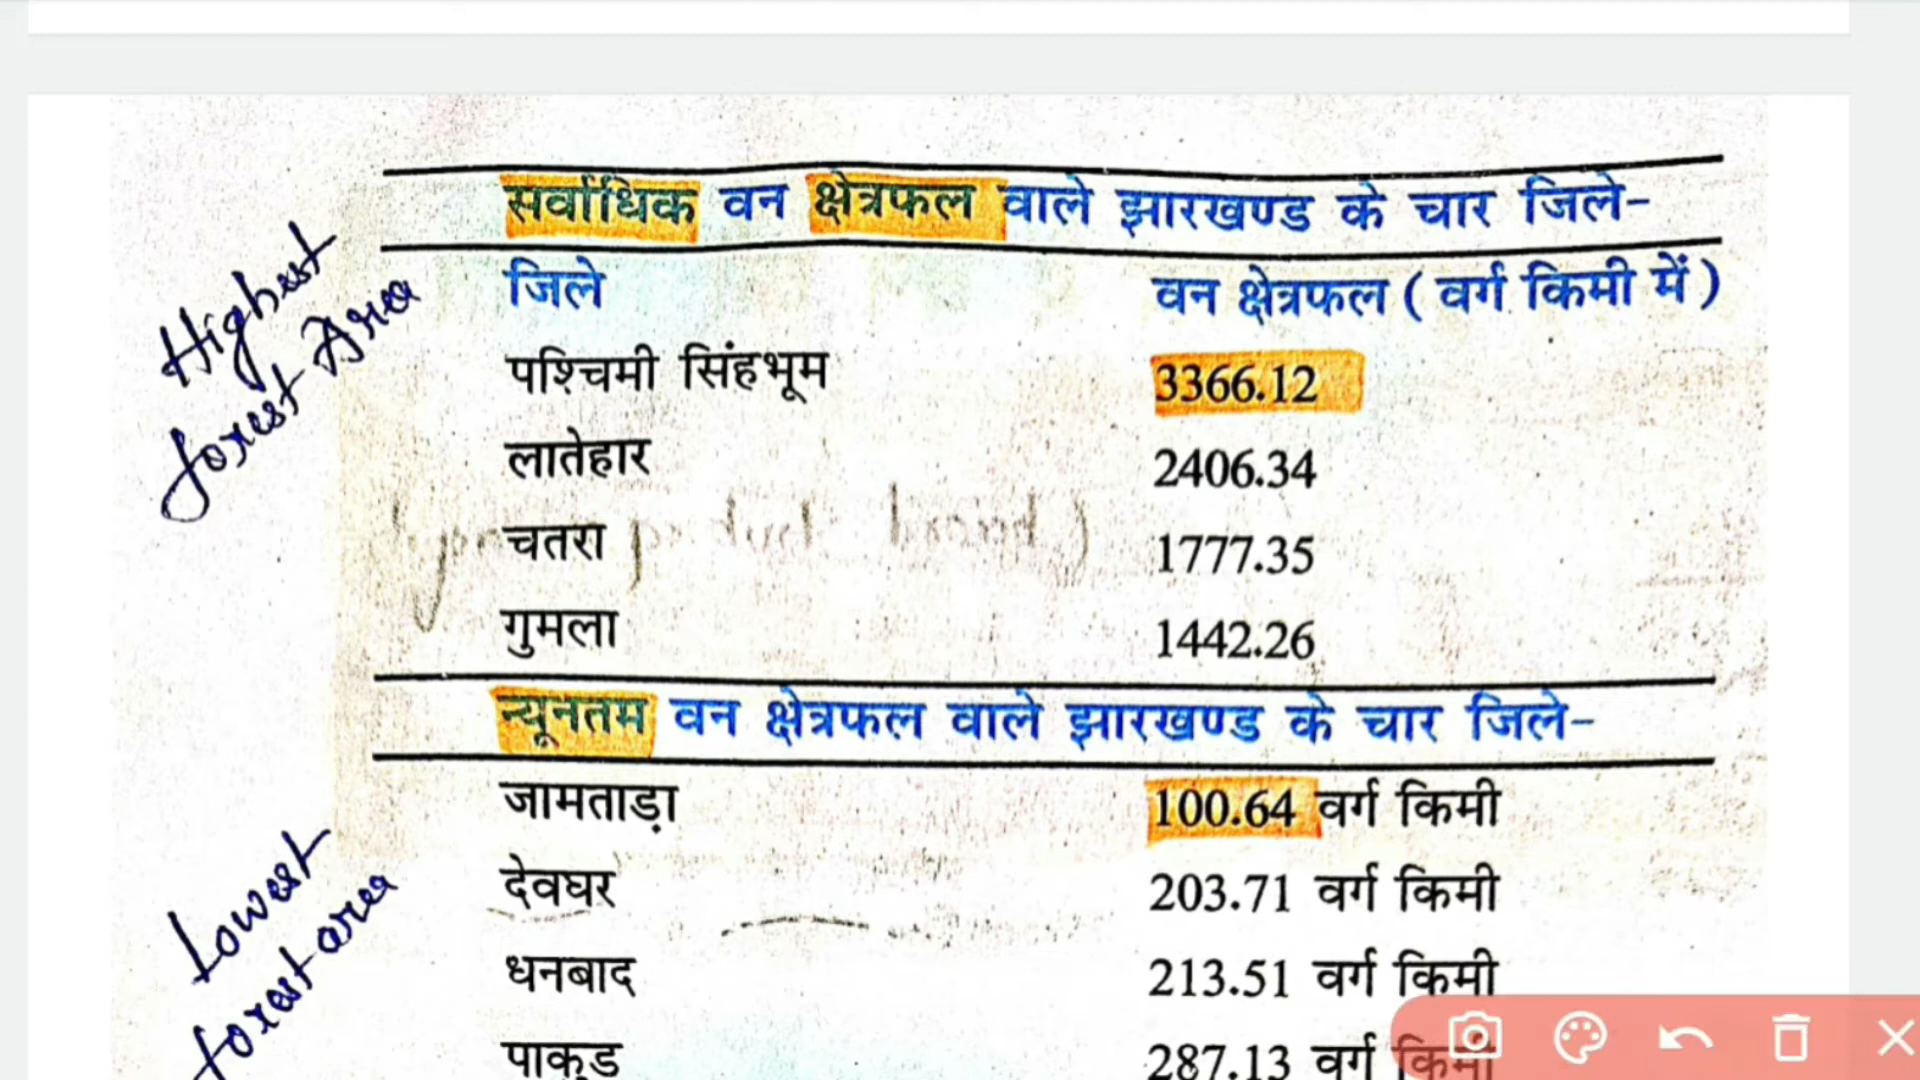 सर्वाधिक वन क्षेत्रफल वाले झारखण्ड के चार जिले-
जिले वन क्षेत्रफल ( वर्ग किमी में )
पश्चिमी सिंहभूम 3366.12
लातेहार 2406.34
चतरा 1777.35
गुमला 1442.26
Highest
forest Area
न्यूनतम वन क्षेत्रफल वाले झारखण्ड के चार जिले-
जामताड़ा 100.64 वर्ग किमी
देवघर 203.71 वर्ग किमी
धनबाद 213.51 वर्ग किमी
पाकुड 287.13 वर्ग किमी
Lowest
forest area